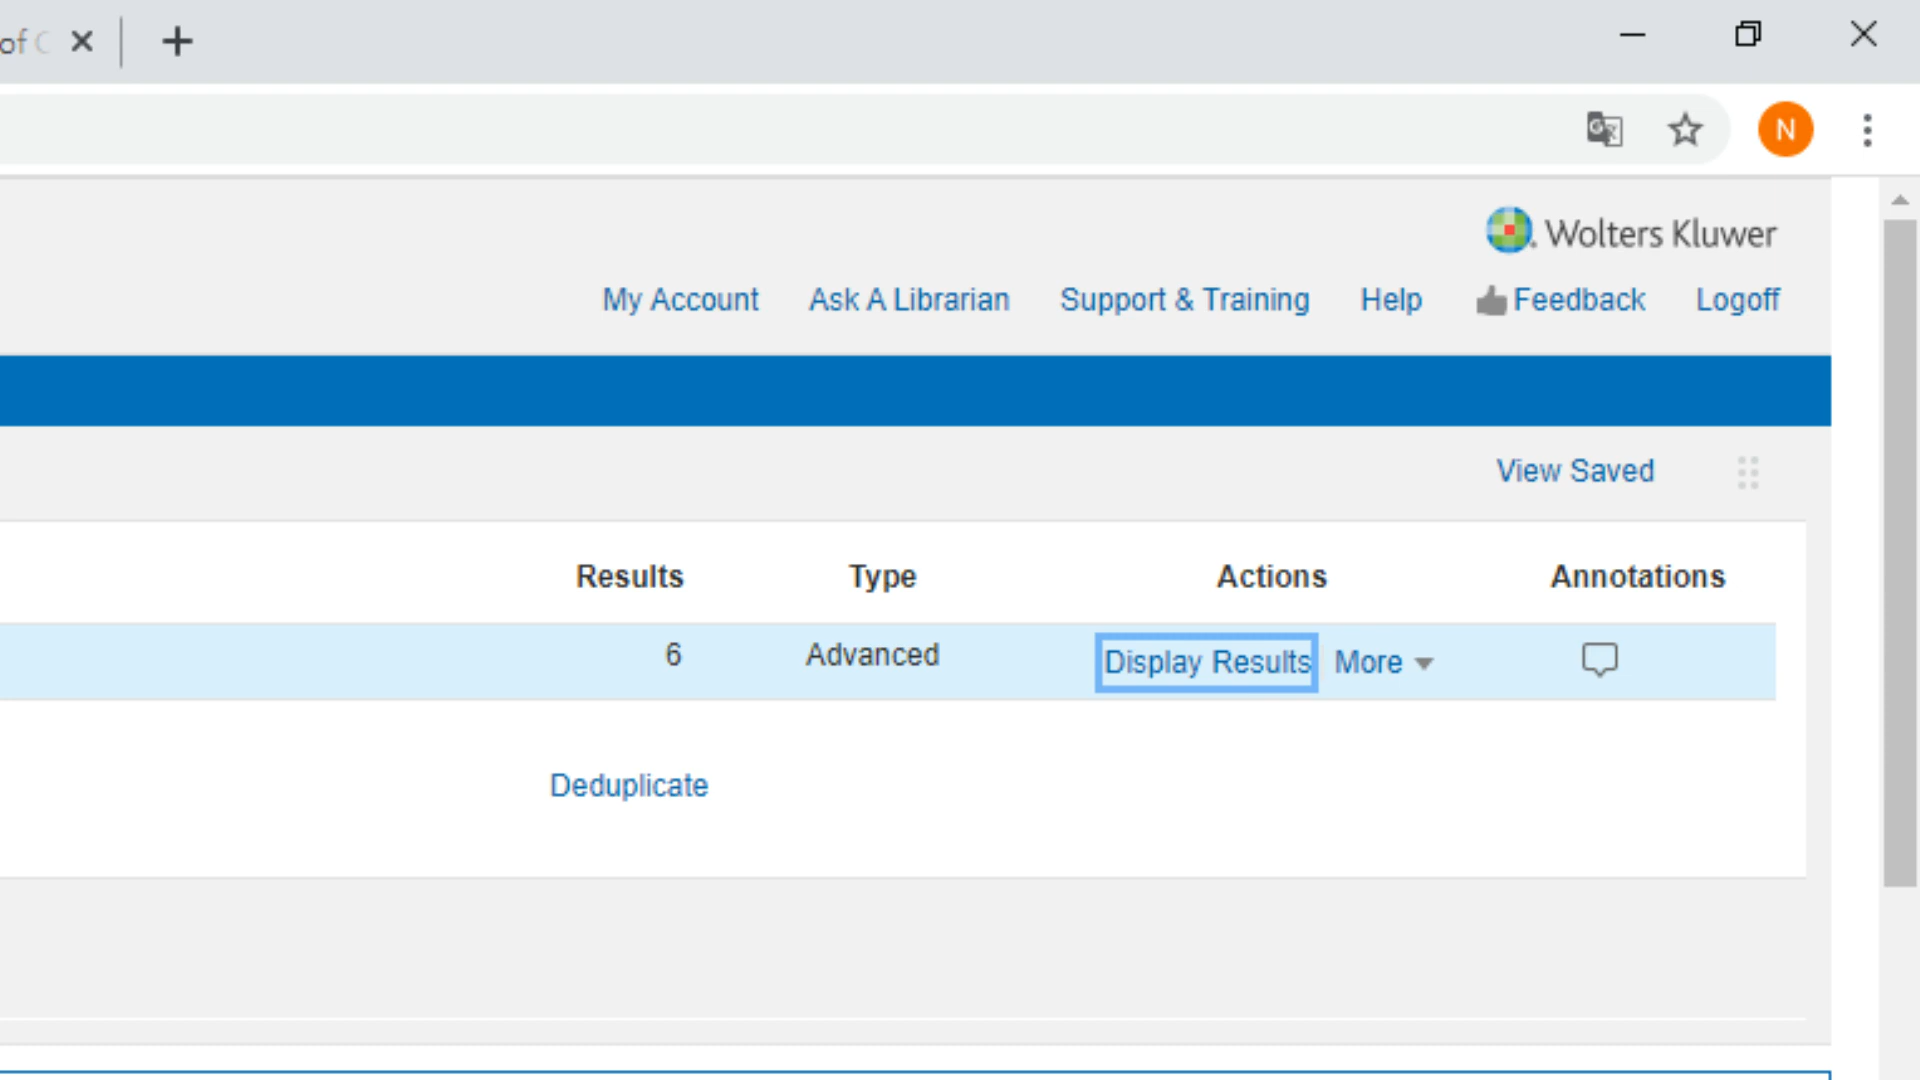 of
N
Wolters Kluwer
My Account Ask A Librarian Support & Training Help Feedback Logoff
View Saved
Results Type Actions Annotations
6 Advanced Display Results More
Deduplicate